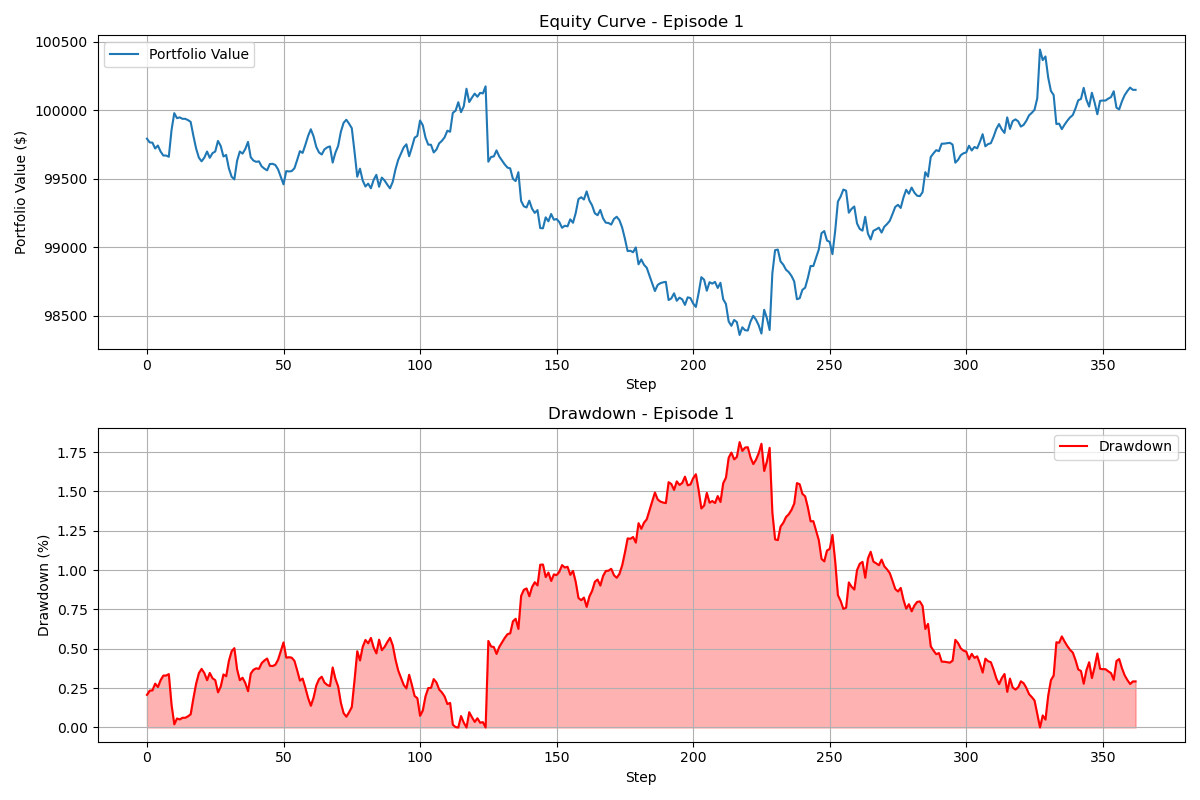 Equity Curve - Episode 1
Portfolio Value
100500
100000
99500
99000
98500
Portfolio Value ($)
0 50 100 150 200 250 300 350
Step
Drawdown - Episode 1
Drawdown
1.75
1.50
1.25
1.00
0.75
0.50
0.25
0.00
Drawdown (%)
0 50 100 150 200 250 300 350
Step